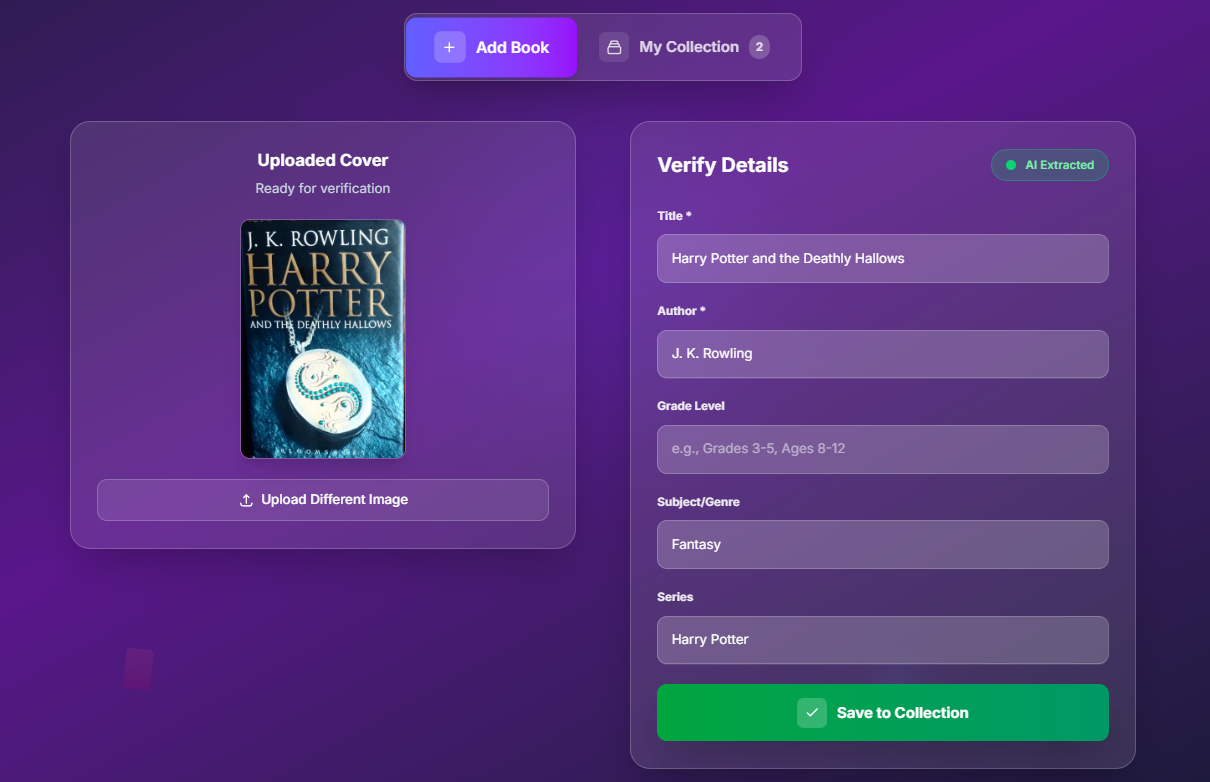 Add Book
My Collection 2
Uploaded Cover
Ready for verification
J. K. ROWLING
HARRY
POTTER
AND THE DEATHLY HALLOWS
BLOOMSBURY
Upload Different Image
Verify Details
AI Extracted
Title *
Harry Potter and the Deathly Hallows
Author *
J. K. Rowling
Grade Level
e.g., Grades 3-5, Ages 8-12
Subject/Genre
Fantasy
Series
Harry Potter
Save to Collection